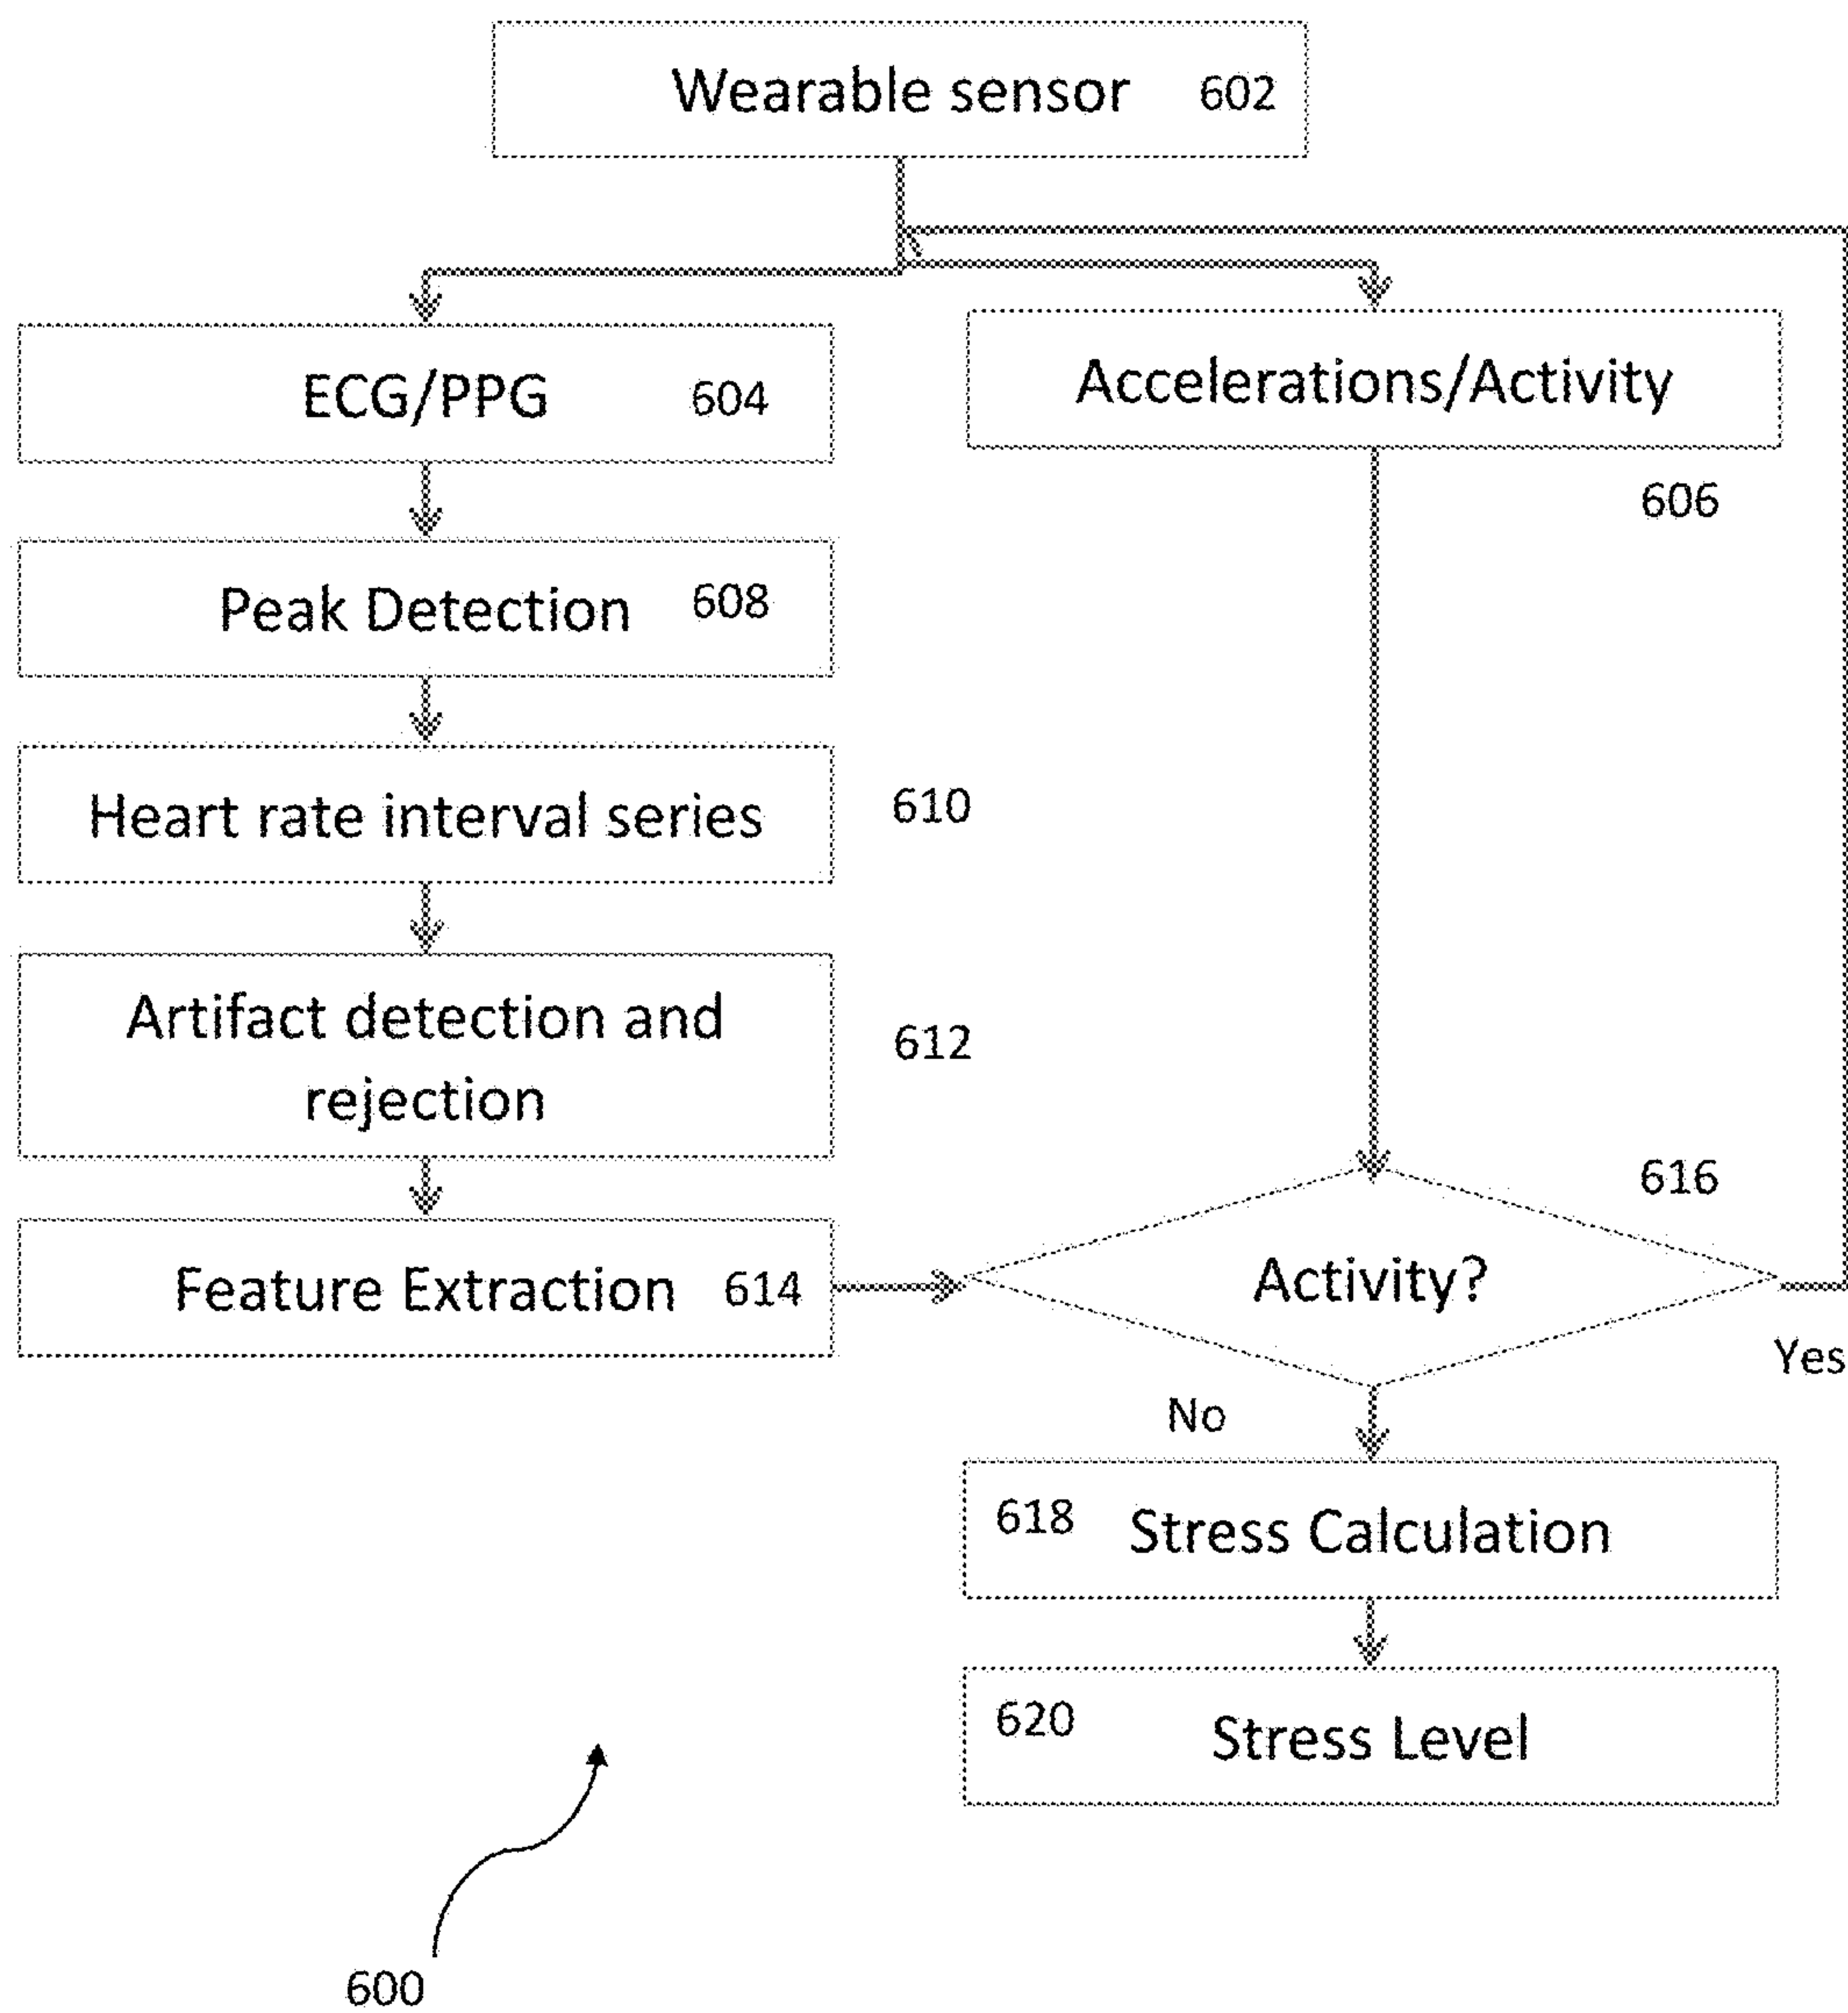 Wearable sensor 602
ECG/PPG 604
Accelerations/Activity
606
Peak Detection 608
Heart rate interval series
610
Artifact detection and
rejection
612
Feature Extraction 614
616
Activity?
Yes
No
618 Stress Calculation
620 Stress Level
600